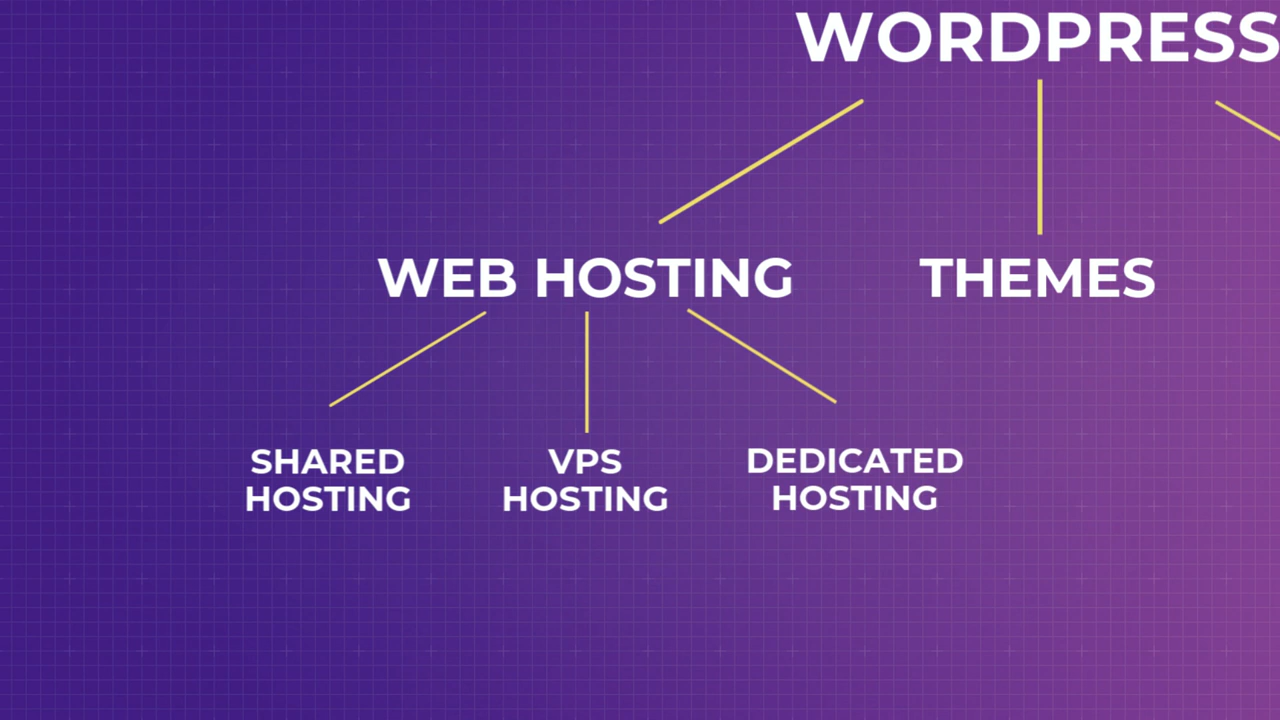 WORDPRESS
WEB HOSTING
THEMES
SHARED
HOSTING
VPS
HOSTING
DEDICATED
HOSTING